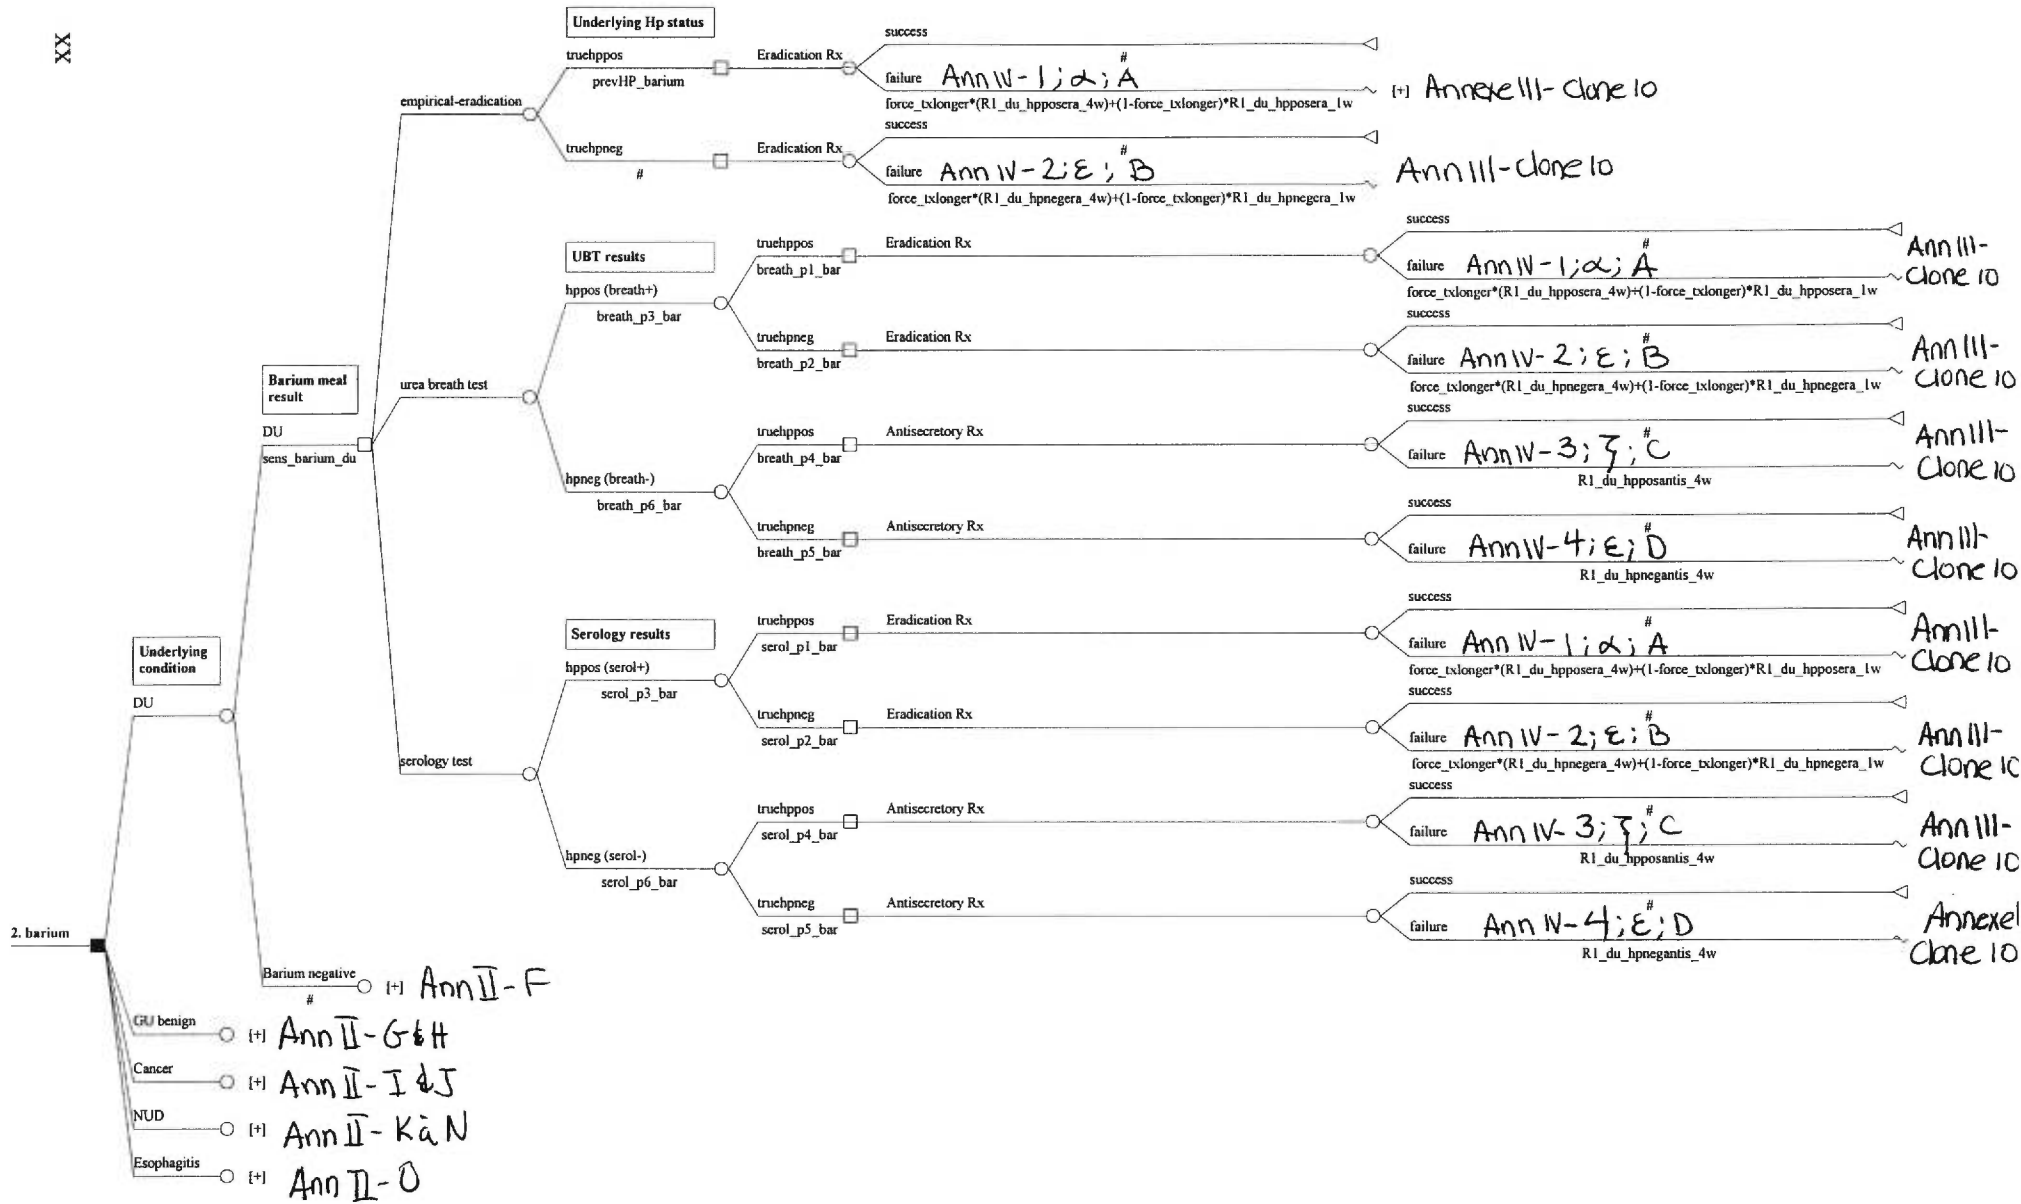 XX
Underlying Hp status
success
truehppos
Eradication Rx
#
prevHP_barium
failure Ann IV-1; α; A
[+] Annexe III-Clone 10
force_txlonger*(R1_du_hpposera_4w)+(1-force_txlonger)*R1_du_hpposera_1w
empirical-eradication
success
truehpneg
Eradication Rx
#
#
failure Ann IV-2; ε; B
Ann III-Clone 10
force_txlonger*(R1_du_hpnegera_4w)+(1-force_txlonger)*R1_du_hpnegera_1w
UBT results
success
truehppos
Eradication Rx
#
breath_p1_bar
failure Ann IV-1; α; A
Ann III-
Clone 10
force_txlonger*(R1_du_hpposera_4w)+(1-force_txlonger)*R1_du_hpposera_1w
hppos (breath+)
breath_p3_bar
success
truehpneg
Eradication Rx
#
breath_p2_bar
failure Ann IV-2; ε; B
Ann III-
Clone 10
force_txlonger*(R1_du_hpnegera_4w)+(1-force_txlonger)*R1_du_hpnegera_1w
Barium meal
result
urea breath test
success
DU
sens_barium_du
truehppos
Antisecretory Rx
#
breath_p4_bar
failure Ann IV-3; ζ; C
Ann III-
Clone 10
R1_du_hpposantis_4w
hpneg (breath-)
breath_p6_bar
success
truehpneg
Antisecretory Rx
#
breath_p5_bar
failure Ann IV-4; ε; D
Ann III-
Clone 10
R1_du_hpnegantis_4w
Serology results
success
truehppos
Eradication Rx
#
serol_p1_bar
failure Ann IV-1; α; A
Ann III-
Clone 10
force_txlonger*(R1_du_hpposera_4w)+(1-force_txlonger)*R1_du_hpposera_1w
Underlying
condition
DU
hppos (serol+)
serol_p3_bar
success
truehpneg
Eradication Rx
#
serol_p2_bar
failure Ann IV-2; ε; B
Ann III-
Clone 10
force_txlonger*(R1_du_hpnegera_4w)+(1-force_txlonger)*R1_du_hpnegera_1w
serology test
success
truehppos
Antisecretory Rx
#
serol_p4_bar
failure Ann IV-3; ζ; C
Ann III-
Clone 10
R1_du_hpposantis_4w
hpneg (serol-)
serol_p6_bar
success
truehpneg
Antisecretory Rx
#
serol_p5_bar
failure Ann IV-4; ε; D
Clone 10
R1_du_hpnegantis_4w
2. barium
Barium negative
#
[+] Ann II-F
GU benign
[+] Ann II-G & H
Cancer
[+] Ann II-I & J
NUD
[+] Ann II-K à N
Esophagitis
[+] Ann II-O